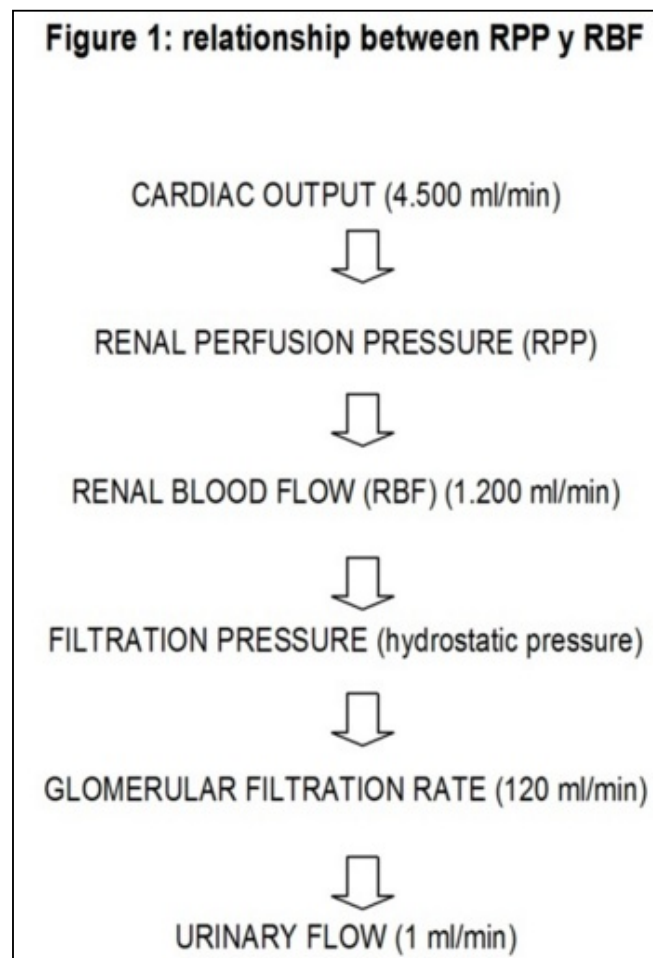 Figure 1: relationship between RPP y RBF
CARDIAC OUTPUT (4.500 ml/min)
RENAL PERFUSION PRESSURE (RPP)
RENAL BLOOD FLOW (RBF) (1.200 ml/min)
FILTRATION PRESSURE (hydrostatic pressure)
GLOMERULAR FILTRATION RATE (120 ml/min)
URINARY FLOW (1 ml/min)